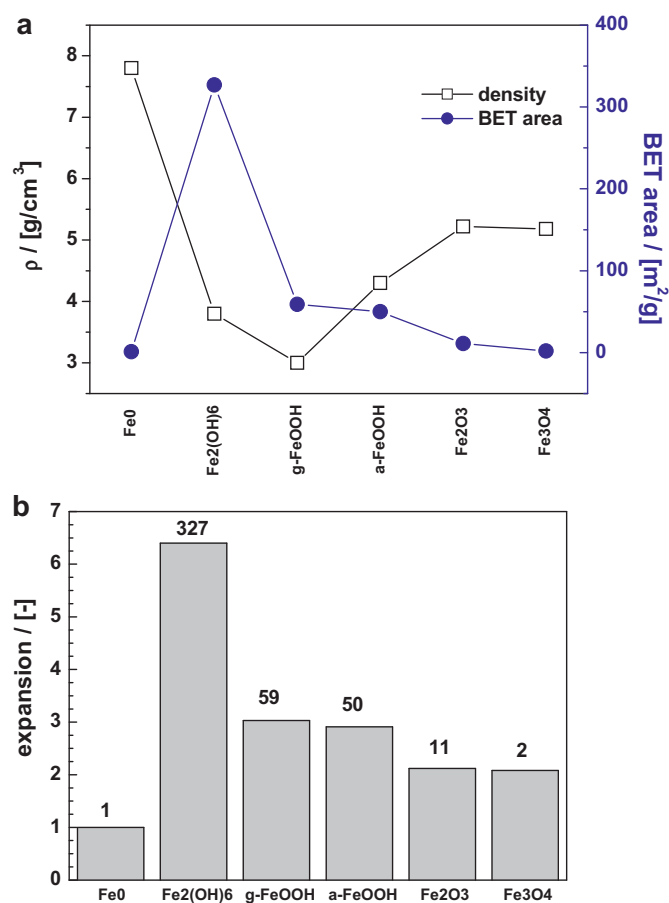 a
8
7
6
5
4
3
ρ / [g/cm3]
400
300
200
100
0
BET area / [m2/g]
density
BET area
Fe0
Fe2(OH)6
g-FeOOH
a-FeOOH
Fe2O3
Fe3O4
b
7
6
5
4
3
2
1
0
expansion / [-]
1
327
59
50
11
2
Fe0
Fe2(OH)6
g-FeOOH
a-FeOOH
Fe2O3
Fe3O4